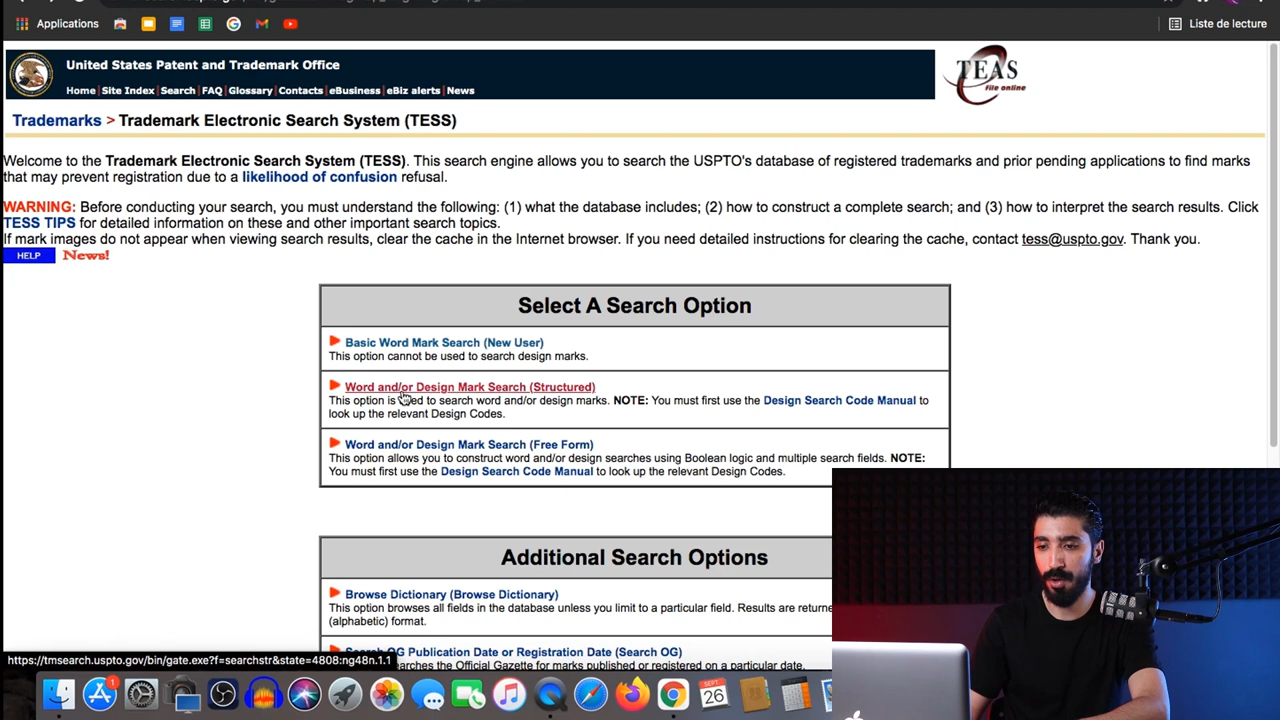 Applications
Liste de lecture
United States Patent and Trademark Office
Home | Site Index | Search | FAQ | Glossary | Contacts | eBusiness | eBiz alerts | News
TEAS
File online
Trademarks > Trademark Electronic Search System (TESS)
Welcome to the Trademark Electronic Search System (TESS). This search engine allows you to search the USPTO's database of registered trademarks and prior pending applications to find marks
that may prevent registration due to a likelihood of confusion refusal.
WARNING: Before conducting your search, you must understand the following: (1) what the database includes; (2) how to construct a complete search; and (3) how to interpret the search results. Click
TESS TIPS for detailed information on these and other important search topics.
If mark images do not appear when viewing search results, clear the cache in the Internet browser. If you need detailed instructions for clearing the cache, contact tess@uspto.gov. Thank you.
HELP News!
Select A Search Option
Basic Word Mark Search (New User)
This option cannot be used to search design marks.
Word and/or Design Mark Search (Structured)
This option is used to search word and/or design marks. NOTE: You must first use the Design Search Code Manual to
look up the relevant Design Codes.
Word and/or Design Mark Search (Free Form)
This option allows you to construct word and/or design searches using Boolean logic and multiple search fields. NOTE:
You must first use the Design Search Code Manual to look up the relevant Design Codes.
Additional Search Options
Browse Dictionary (Browse Dictionary)
This option browses all fields in the database unless you limit to a particular field. Results are returne
(alphabetic) format.
Search OG Publication Date or Registration Date (Search OG)
earches the Official Gazette for marks published or registered on a particular date.
https://tmsearch.uspto.gov/bin/gate.exe?f=searchstr&state=4808:ng48n.1.1
1
SEPT.
26